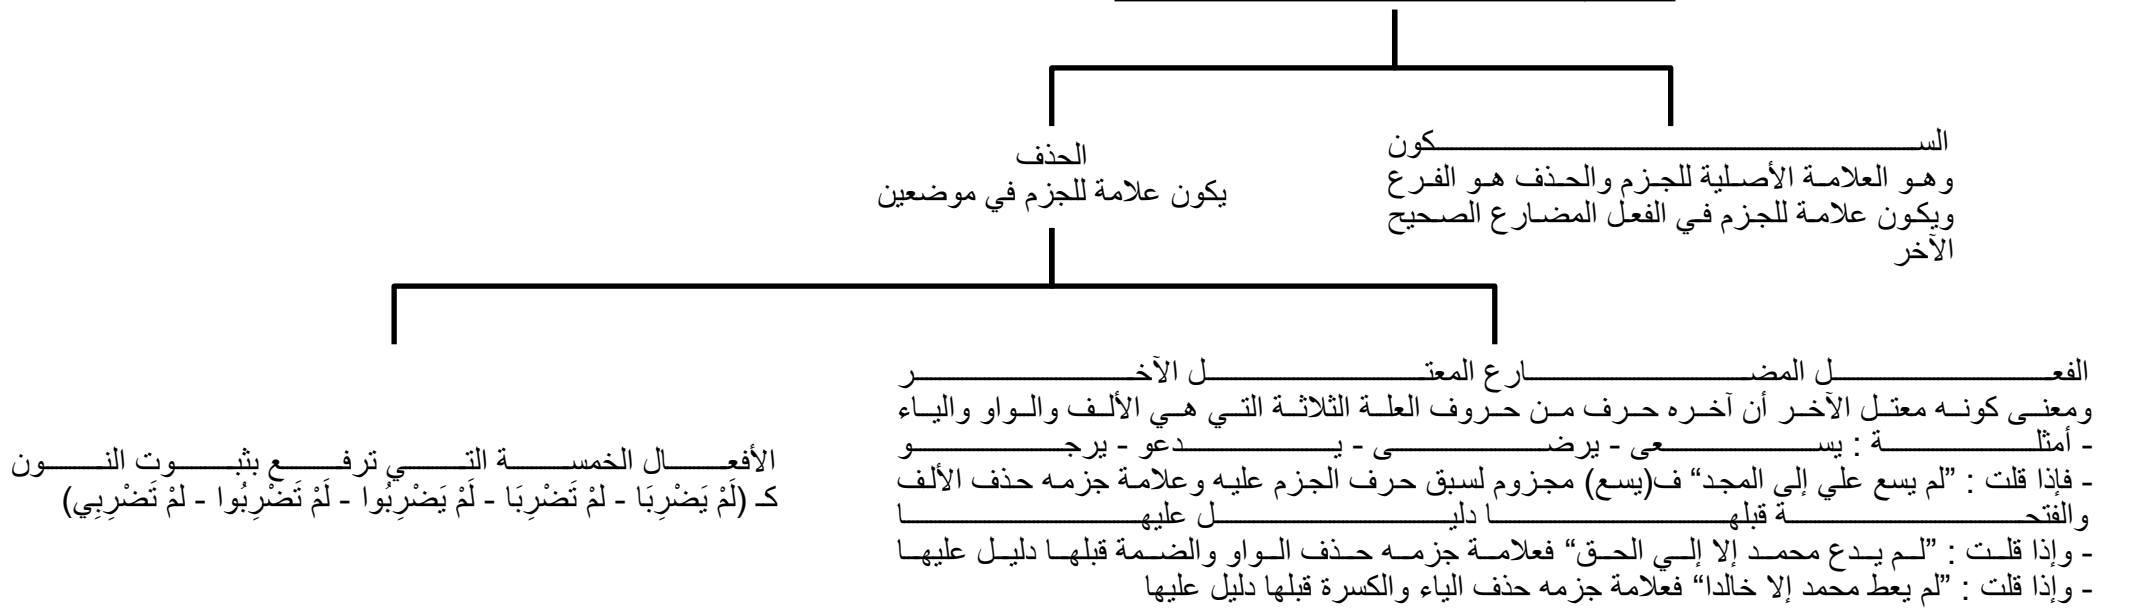 السكون
وهو العلامة الأصلية للجزم والحذف هو الفرع
ويكون علامة للجزم في الفعل المضارع الصحيح
الآخر
الحذف
يكون علامة للجزم في موضعين
الفعل المضارع المعتل الآخر
ومعنى كونه معتل الآخر أن آخره حرف من حروف العلة الثلاثة التي هي الألف والواو والياء
- أمثلة : يسعى - يرضى - يدعو - يرجو
- فإذا قلت : ”لم يسع علي إلى المجد“ ف(يسع) مجزوم لسبق حرف الجزم عليه وعلامة جزمه حذف الألف
والفتحة قبلها دليل عليها
- وإذا قلت : ”لم يدع محمد إلا إلي الحق“ فعلامة جزمه حذف الواو والضمة قبلها دليل عليها
- وإذا قلت : ”لم يعط محمد إلا خالدا“ فعلامة جزمه حذف الياء والكسرة قبلها دليل عليها
الأفعال الخمسة التي ترفع بثبوت النون
كـ (لَمْ يَضْرِبَا - لمْ تَضْرِبَا - لَمْ يَضْرِبُوا - لَمْ تَضْرِبُوا - لمْ تَضْرِبِي)